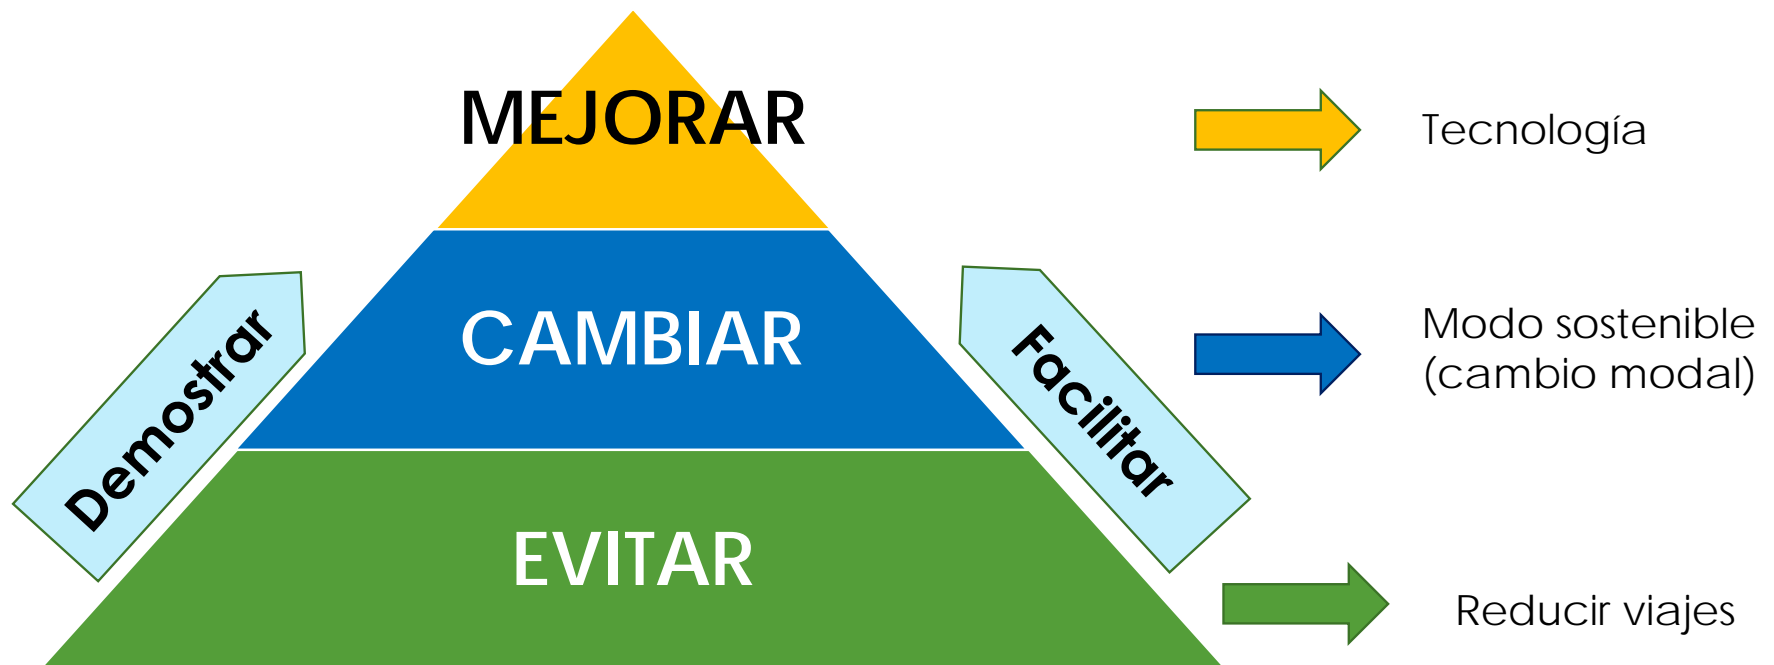 MEJORAR
Tecnología
CAMBIAR
Modo sostenible
(cambio modal)
Demostrar
Facilitar
EVITAR
Reducir viajes